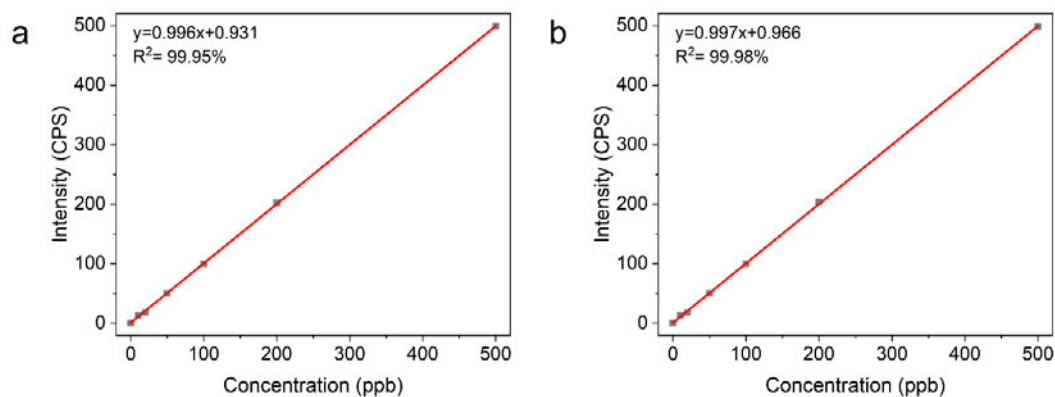 a
y=0.996x+0.931
R²= 99.95%
500
400
300
200
100
0
Intensity (CPS)
0 100 200 300 400 500
Concentration (ppb)
b
y=0.997x+0.966
R²= 99.98%
500
400
300
200
100
0
Intensity (CPS)
0 100 200 300 400 500
Concentration (ppb)